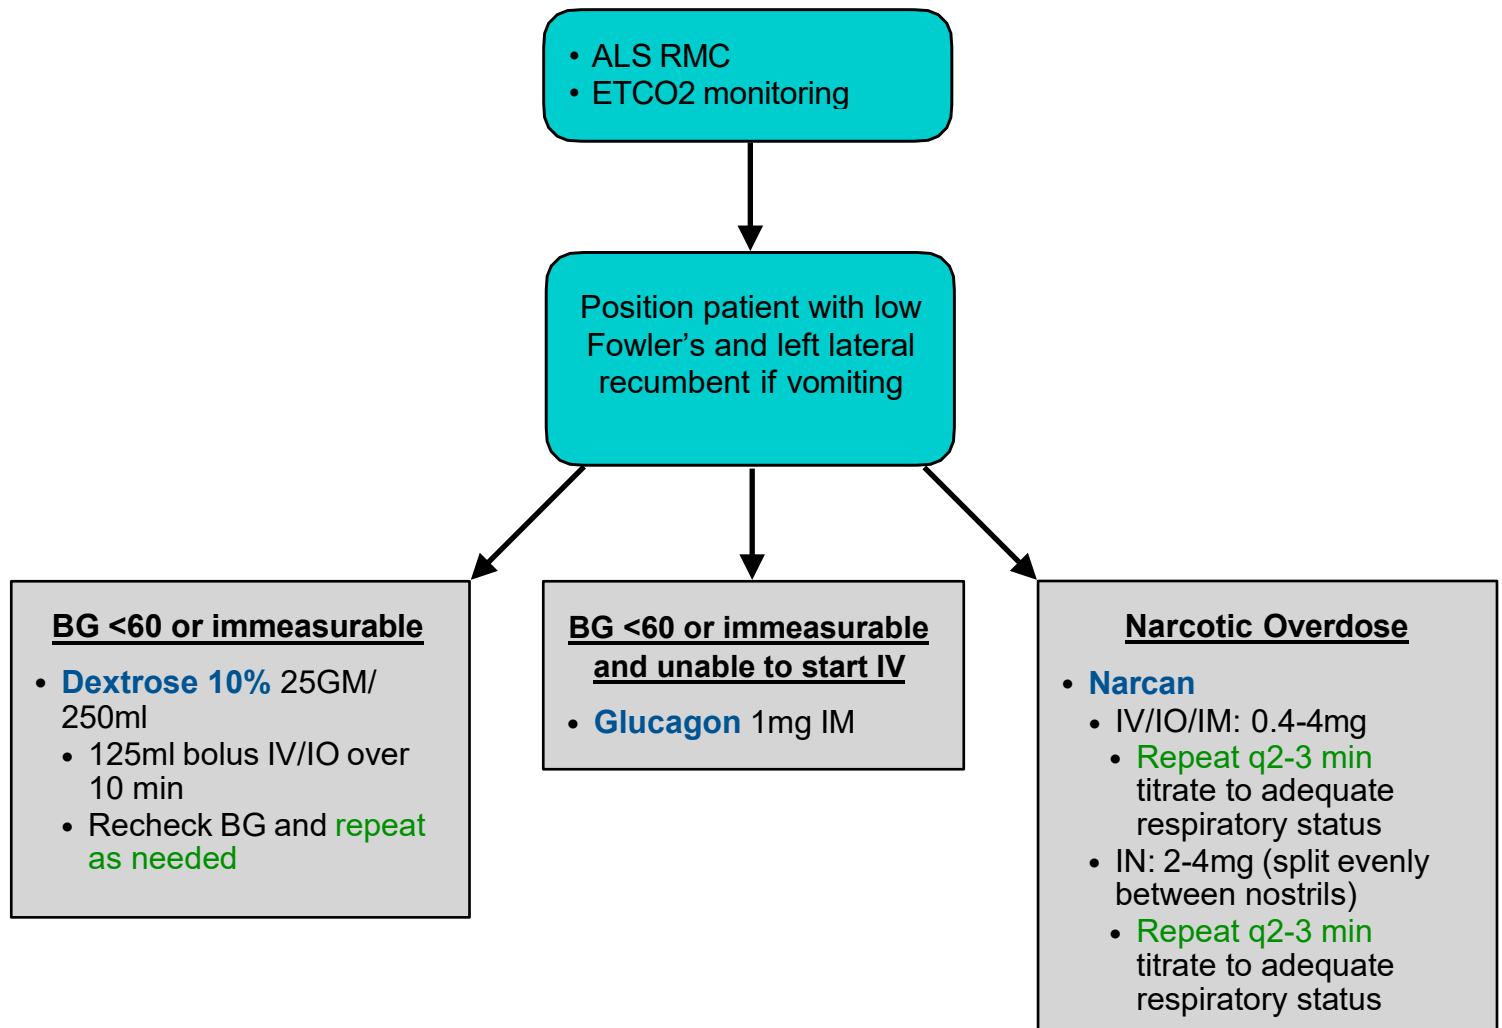 • ALS RMC
• ETCO2 monitoring
Position patient with low
Fowler’s and left lateral
recumbent if vomiting
BG <60 or immeasurable
• Dextrose 10% 25GM/
250ml
• 125ml bolus IV/IO over
10 min
• Recheck BG and repeat
as needed
BG <60 or immeasurable
and unable to start IV
• Glucagon 1mg IM
Narcotic Overdose
• Narcan
• IV/IO/IM: 0.4-4mg
• Repeat q2-3 min
titrate to adequate
respiratory status
• IN: 2-4mg (split evenly
between nostrils)
• Repeat q2-3 min
titrate to adequate
respiratory status